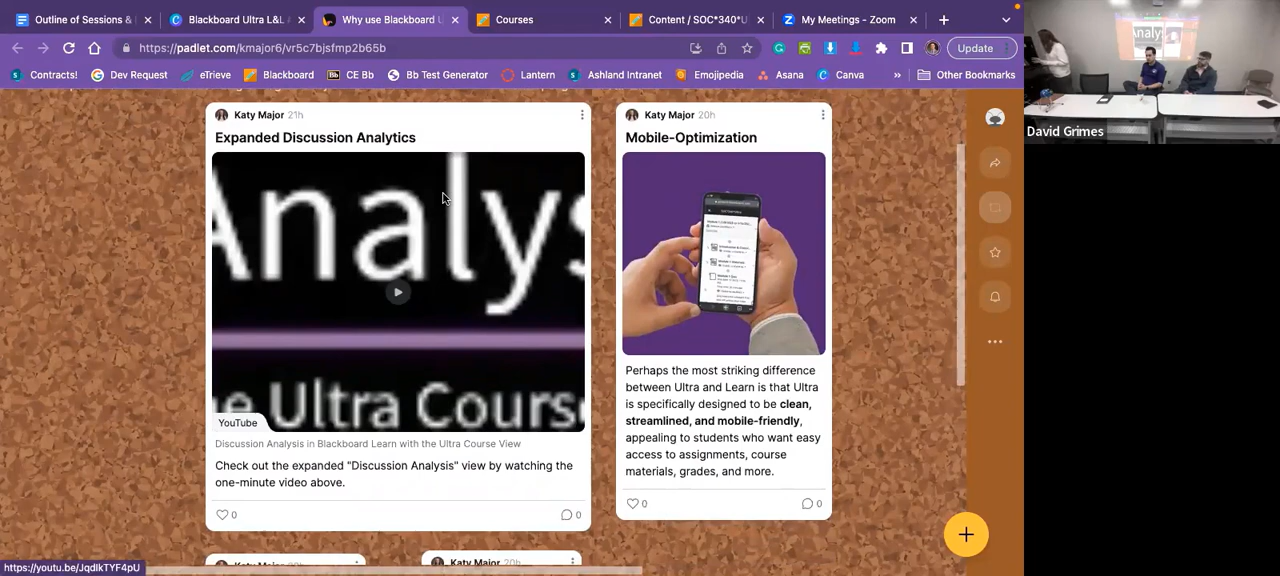 Outline of Sessions &
Blackboard Ultra L&L
Why use Blackboard U
Courses
Content / SOC*340*U
My Meetings - Zoom
https://padlet.com/kmajor6/vr5c7bjsfmp2b65b
Update
Contracts!
Dev Request
eTrieve
Blackboard
CE Bb
Bb Test Generator
Lantern
Ashland Intranet
Emojipedia
Asana
Canva
»
Other Bookmarks
Katy Major 21h
Expanded Discussion Analytics
Analys
e Ultra Cours
YouTube
Discussion Analysis in Blackboard Learn with the Ultra Course View
Check out the expanded "Discussion Analysis" view by watching the
one-minute video above.
0
0
Katy Major 20h
Mobile-Optimization
Perhaps the most striking difference
between Ultra and Learn is that Ultra
is specifically designed to be clean,
streamlined, and mobile-friendly,
appealing to students who want easy
access to assignments, course
materials, grades, and more.
0
0
Katy Major
Katy Major 20h
https://youtu.be/JqdIkTYF4pU
Analy
David Grimes